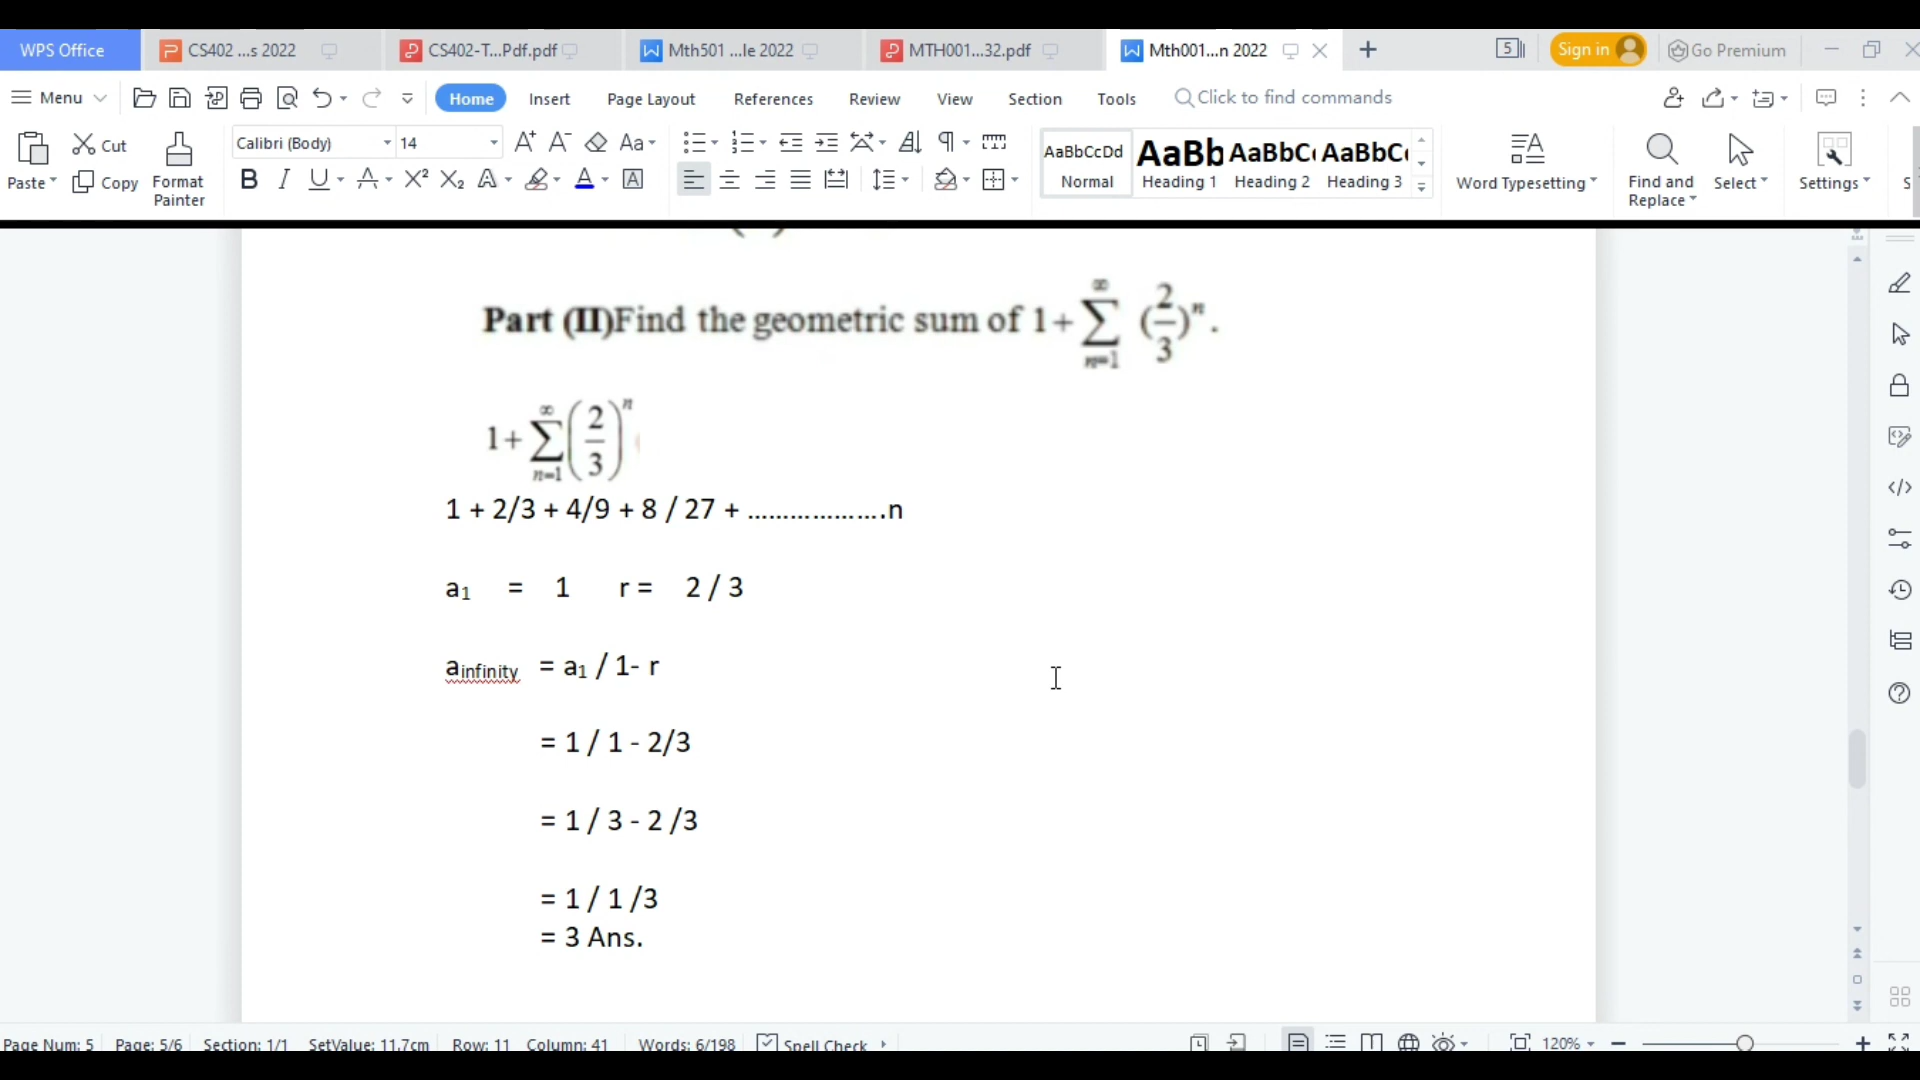 WPS Office CS402 ...s 2022 CS402-T...Pdf.pdf Mth501 ...le 2022 MTH001...32.pdf Mth001...n 2022 + 5 Sign in Go Premium
Menu Home Insert Page Layout References Review View Section Tools Click to find commands
Paste Cut Copy Format Painter Calibri (Body) 14 A+ A- Aa
B I U A X² X₂ A A A
AaBbCcDd AaBb AaBbC AaBbC
Normal Heading 1 Heading 2 Heading 3 Word Typesetting Find and Replace Select Settings S
Part (II)Find the geometric sum of 1+ ∑ n=1 ∞ (2/3)^n .
1+ ∑ n=1 ∞ (2/3)^n
1 + 2/3 + 4/9 + 8 / 27 + ...................n
a₁ = 1 r = 2 / 3
ainfinity = a₁ / 1- r
= 1 / 1 - 2/3
= 1 / 3 - 2 /3
= 1 / 1 /3
= 3 Ans.
Page Num: 5 Page: 5/6 Section: 1/1 SetValue: 11.7cm Row: 11 Column: 41 Words: 6/198 Spell Check 120% − +